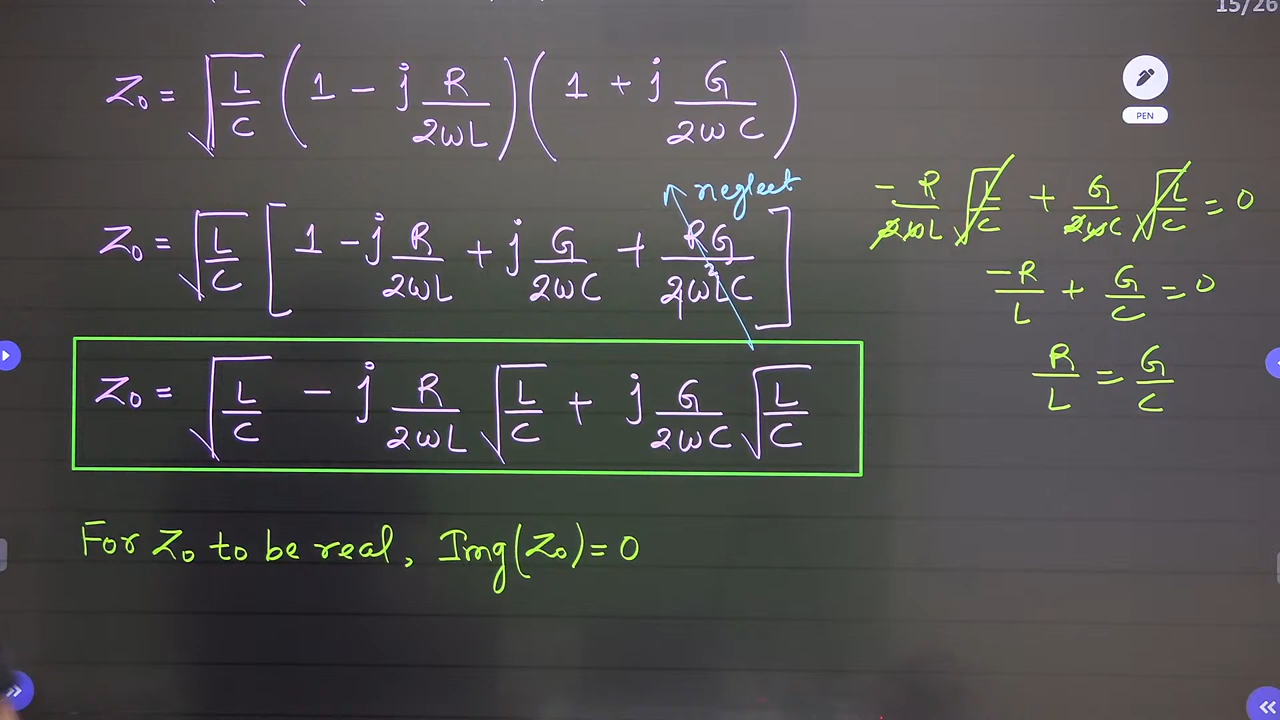 15/26
Z₀ = √(L/C) (1 - j R/2ωL) (1 + j G/2ωC)
PEN
neglect
Z₀ = √(L/C) [1 - j R/2ωL + j G/2ωC + RG/2ω²LC]
Z₀ = √(L/C) - j R/2ωL √(L/C) + j G/2ωC √(L/C)
For Z₀ to be real, Img(Z₀) = 0
-R/2ωL √(L/C) + G/2ωC √(L/C) = 0
-R/L + G/C = 0
R/L = G/C